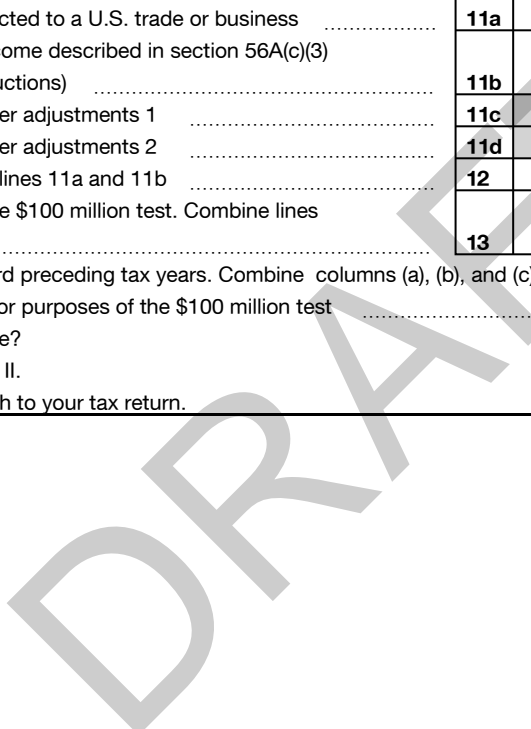 cted to a U.S. trade or business ................ 11a
come described in section 56A(c)(3)
uctions) ................ 11b
er adjustments 1 ................ 11c
er adjustments 2 ................ 11d
lines 11a and 11b ................ 12
e $100 million test. Combine lines
................ 13
rd preceding tax years. Combine columns (a), (b), and (c)
or purposes of the $100 million test ................
e?
II.
h to your tax return.
DRAF